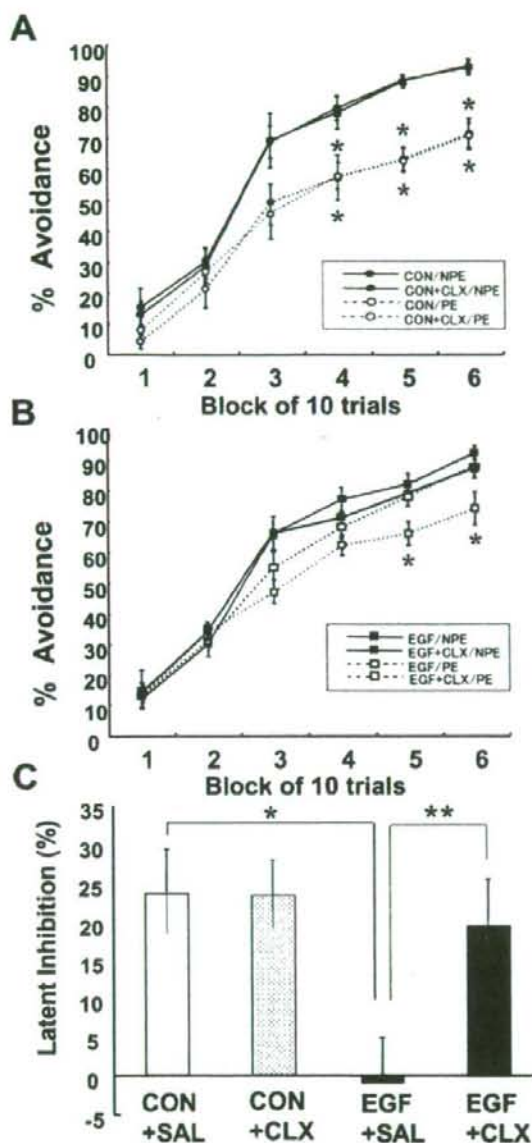 A
100
90
80
70
60
50
40
30
20
10
0
% Avoidance
*
*
*
*
*
*
CON/NPE
CON+CLX/NPE
CON/PE
CON+CLX/PE
1 2 3 4 5 6
Block of 10 trials
B
100
90
80
70
60
50
40
30
20
10
0
% Avoidance
*
*
EGF/NPE
EGF+CLX/NPE
EGF/PE
EGF+CLX/PE
1 2 3 4 5 6
Block of 10 trials
C
35
30
25
20
15
10
5
0
-5
Latent Inhibition (%)
* **
CON CON EGF EGF
+SAL +CLX +SAL +CLX